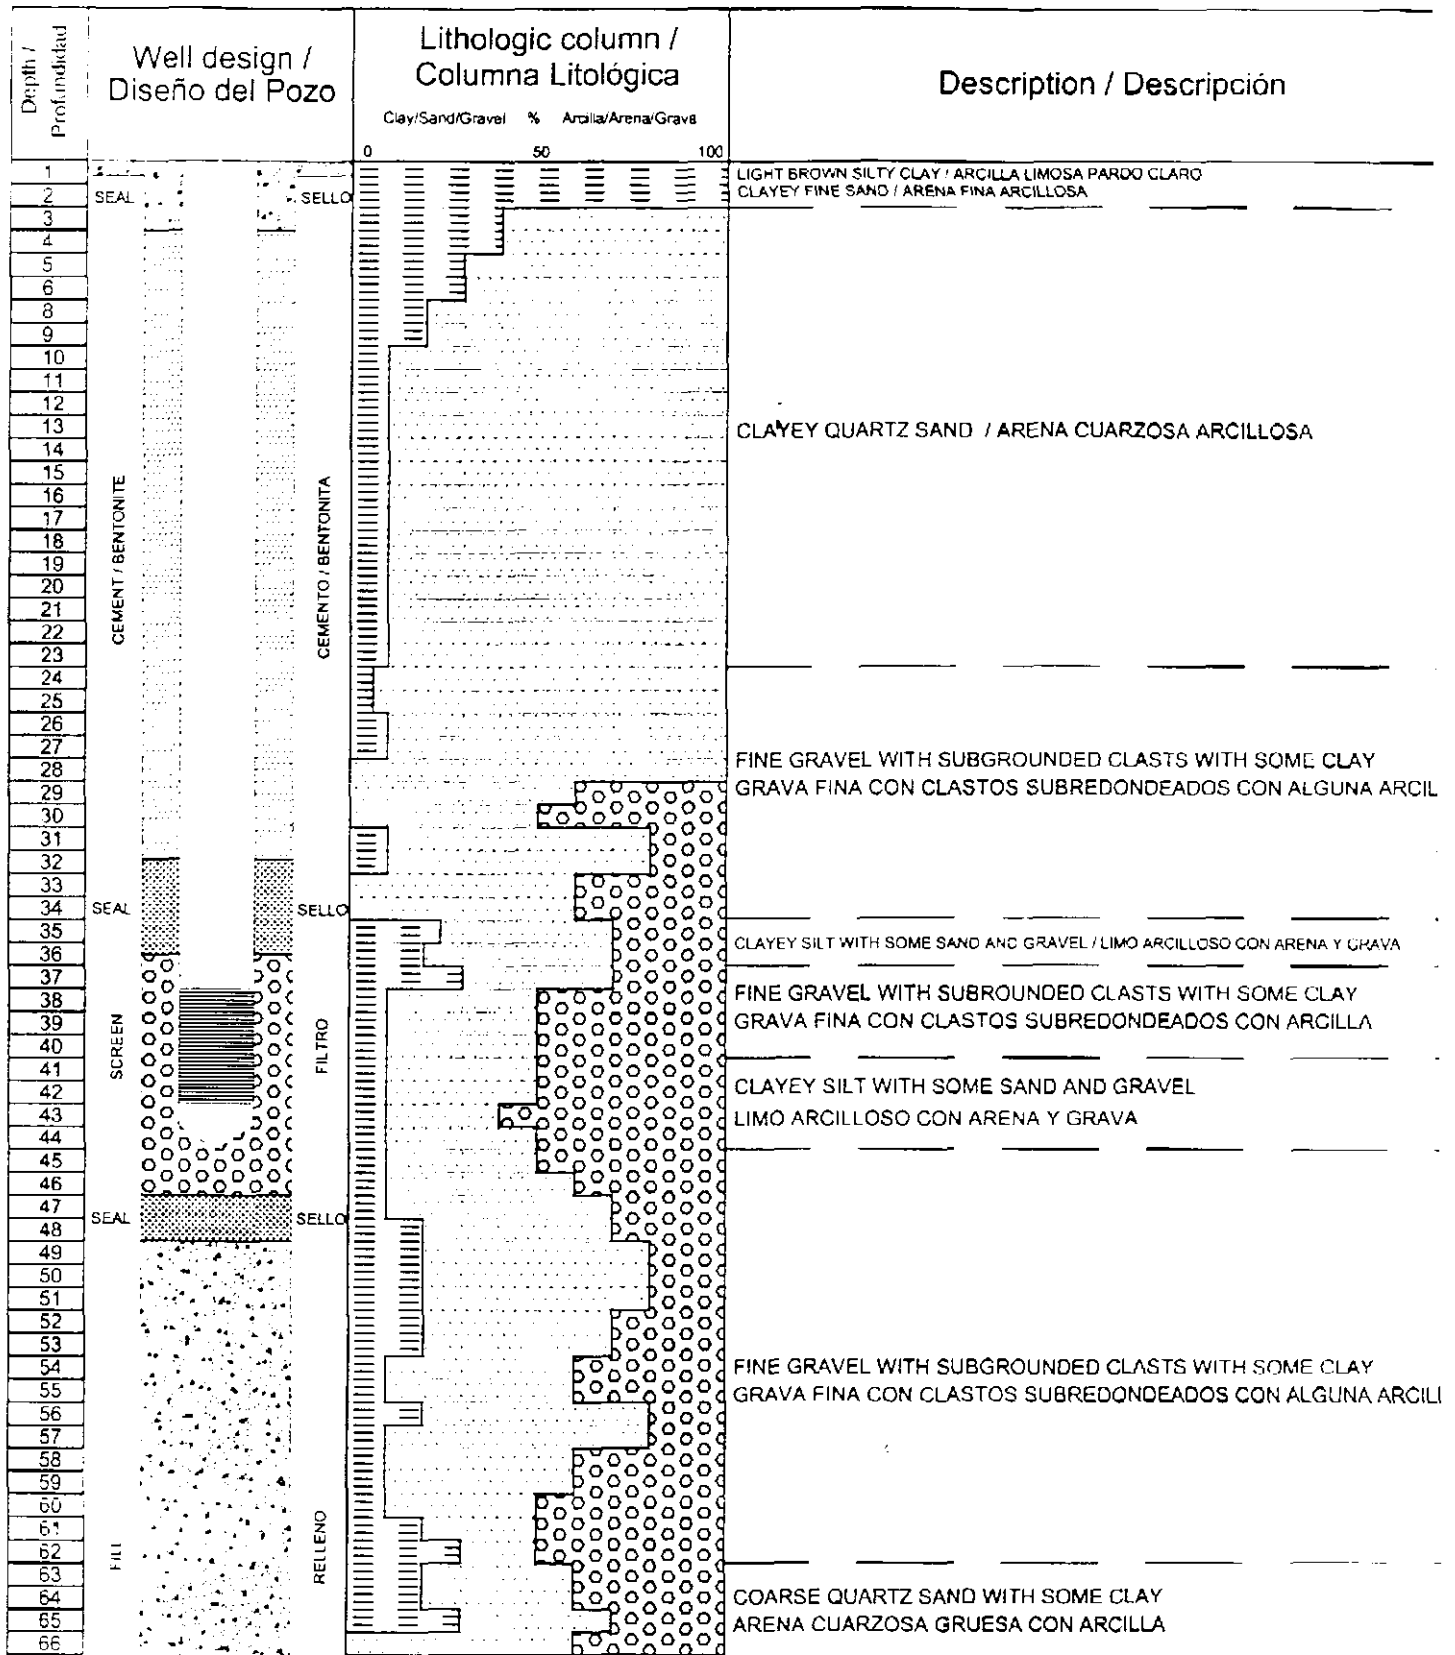 Depth /
Profundidad
Well design /
Diseño del Pozo
Lithologic column /
Columna Litológica
Clay/Sand/Gravel % Arcilla/Arena/Grava
0 50 100
Description / Descripción
1
2
3
4
5
6
8
9
10
11
12
13
14
15
16
17
18
19
20
21
22
23
24
25
26
27
28
29
30
31
32
33
34
35
36
37
38
39
40
41
42
43
44
45
46
47
48
49
50
51
52
53
54
55
56
57
58
59
60
61
62
63
64
65
66
SEAL
SELLO
CEMENT / BENTONITE
CEMENTO / BENTONITA
SEAL
SELLO
SCREEN
FILTRO
SEAL
SELLO
FILL
RELLENO
LIGHT BROWN SILTY CLAY / ARCILLA LIMOSA PARDO CLARO
CLAYEY FINE SAND / ARENA FINA ARCILLOSA
CLAYEY QUARTZ SAND / ARENA CUARZOSA ARCILLOSA
FINE GRAVEL WITH SUBGROUNDED CLASTS WITH SOME CLAY
GRAVA FINA CON CLASTOS SUBREDONDEADOS CON ALGUNA ARCIL
CLAYEY SILT WITH SOME SAND AND GRAVEL / LIMO ARCILLOSO CON ARENA Y GRAVA
FINE GRAVEL WITH SUBROUNDED CLASTS WITH SOME CLAY
GRAVA FINA CON CLASTOS SUBREDONDEADOS CON ARCILLA
CLAYEY SILT WITH SOME SAND AND GRAVEL
LIMO ARCILLOSO CON ARENA Y GRAVA
FINE GRAVEL WITH SUBGROUNDED CLASTS WITH SOME CLAY
GRAVA FINA CON CLASTOS SUBREDONDEADOS CON ALGUNA ARCILL
COARSE QUARTZ SAND WITH SOME CLAY
ARENA CUARZOSA GRUESA CON ARCILLA